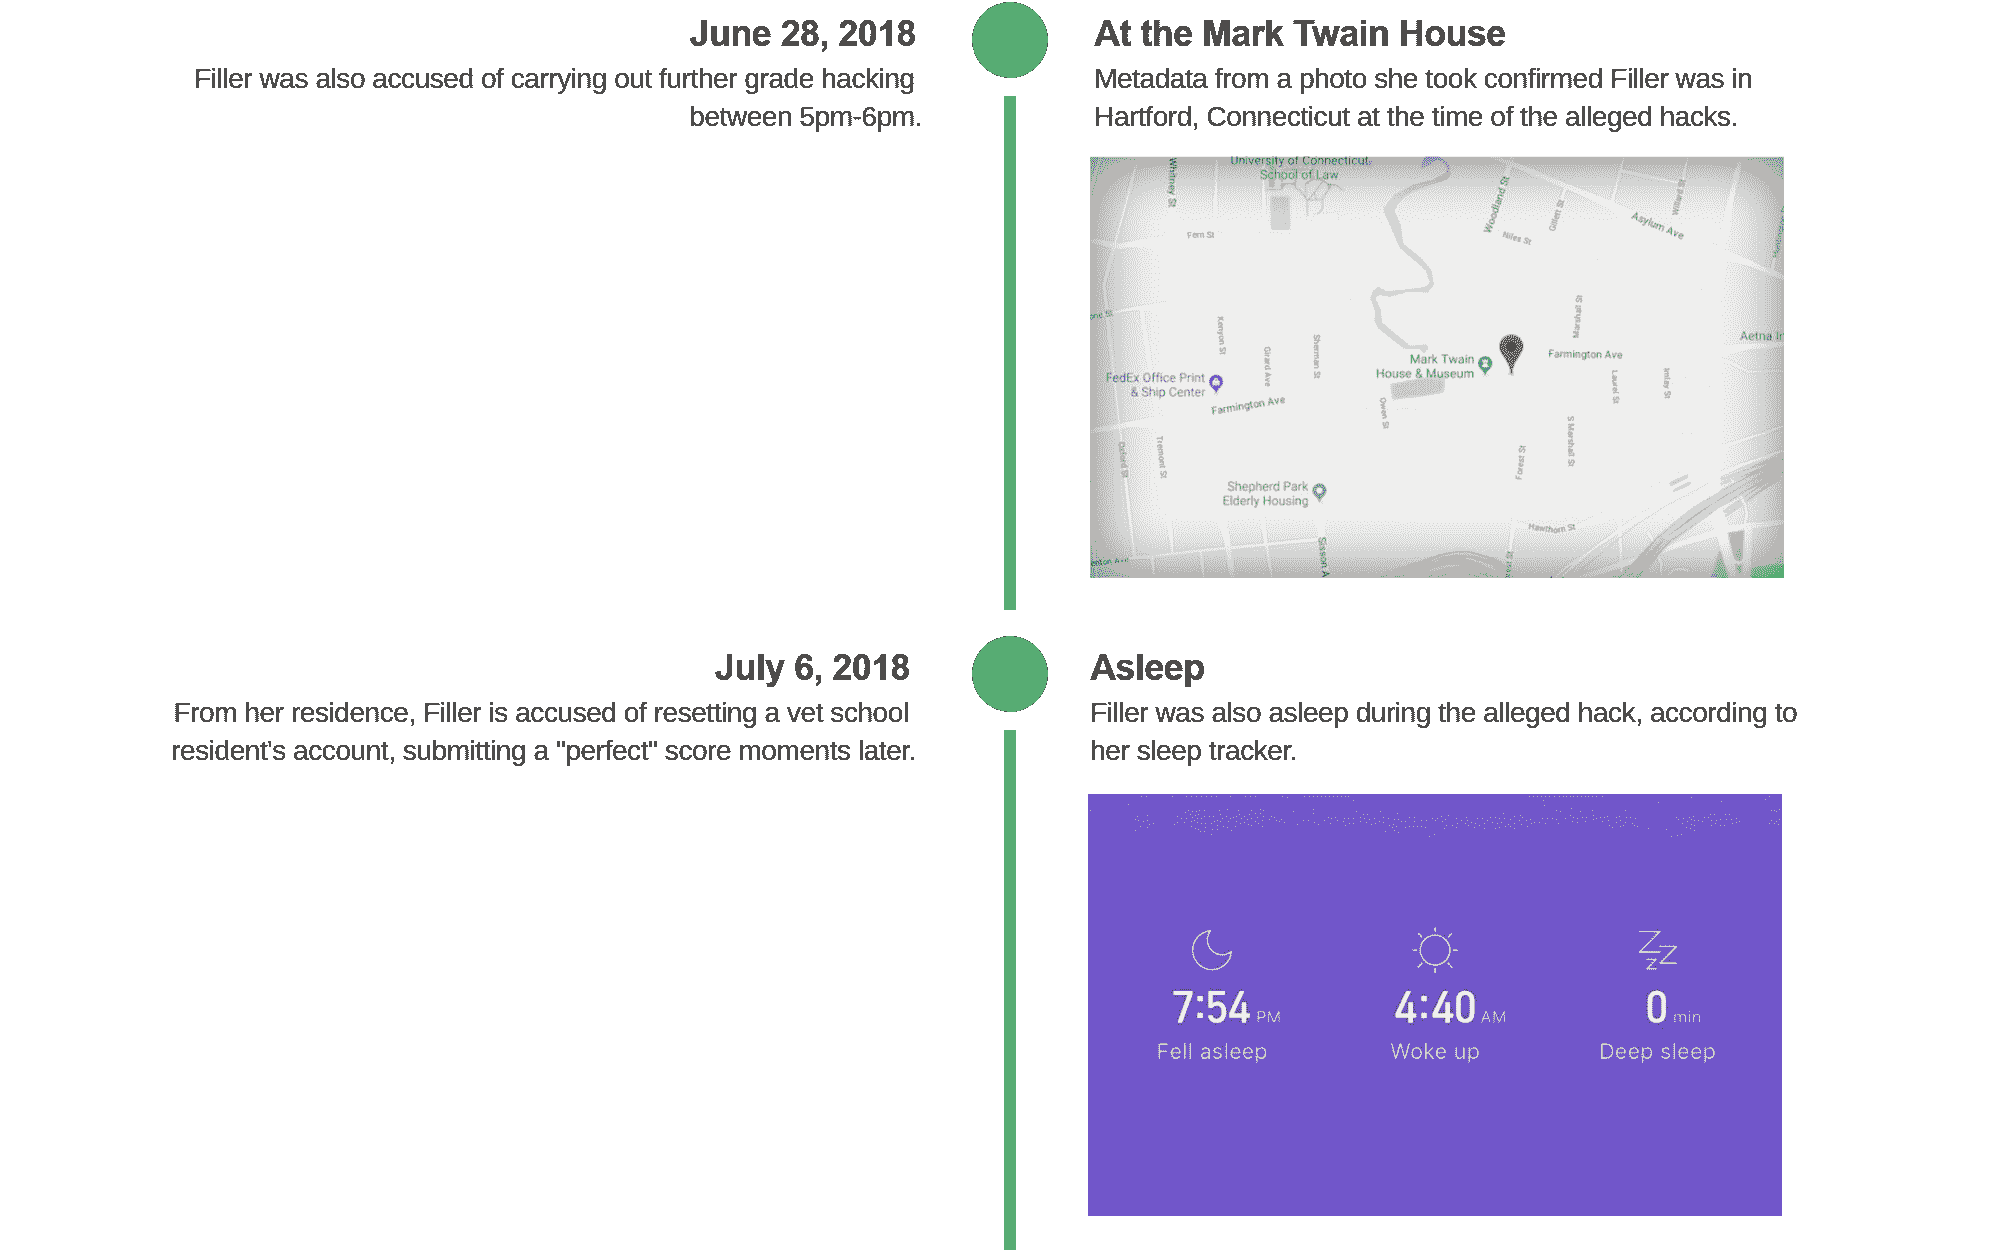 June 28, 2018
Filler was also accused of carrying out further grade hacking
between 5pm-6pm.
At the Mark Twain House
Metadata from a photo she took confirmed Filler was in
Hartford, Connecticut at the time of the alleged hacks.
University of Connecticut
School of Law
Whitney St
Woodland St
Gillett St
Willard St
Asylum Ave
Niles St
Fern St
Kenyon St
Girard Ave
Sherman St
Marshall St
Aetna In
Mark Twain
House & Museum
Farmington Ave
FedEx Office Print
& Ship Center
Farmington Ave
Owen St
Laurel St
Imlay St
Oxford St
Tremont St
Forest St
S Marshall St
Shepherd Park
Elderly Housing
Hawthorn St
Sisson A
July 6, 2018
From her residence, Filler is accused of resetting a vet school
resident's account, submitting a "perfect" score moments later.
Asleep
Filler was also asleep during the alleged hack, according to
her sleep tracker.
7:54 PM
Fell asleep
4:40 AM
Woke up
0 min
Deep sleep